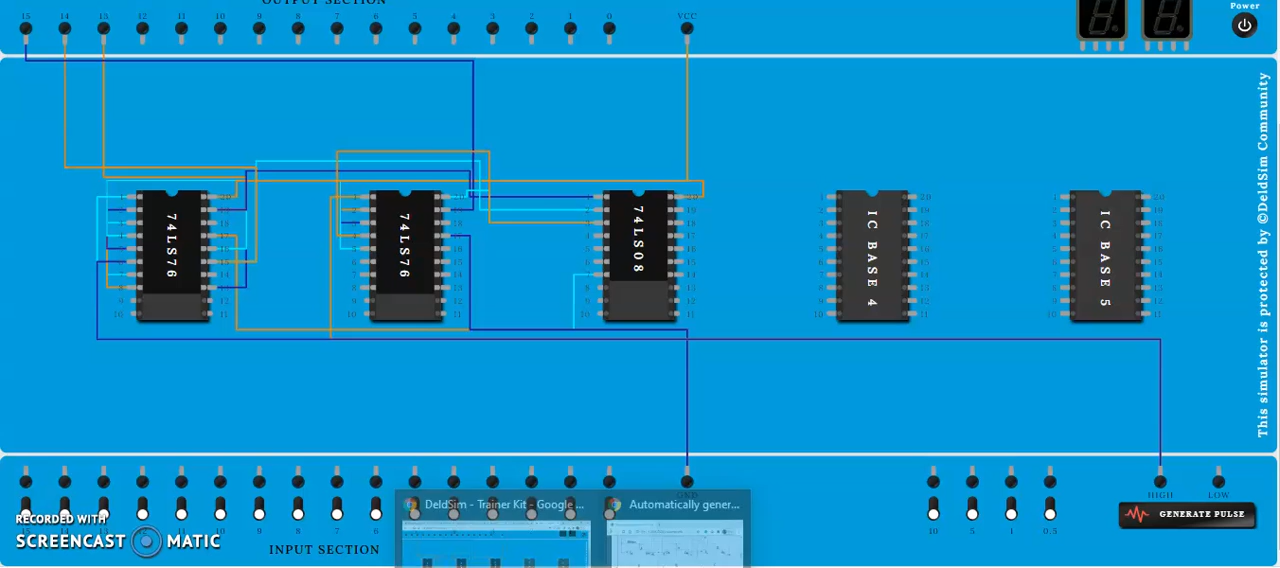 OUTPUT SECTION
15 14 13 12 11 10 9 8 7 6 5 4 3 2 1 0 VCC
Power
74LS76
74LS76
74LS08
IC BASE 4
IC BASE 5
This simulator is protected by ©DeldSim Community
GND
HIGH
LOW
DeldSim - Trainer Kit - Google ...
Automatically gener...
10 5 1 0.5
GENERATE PULSE
RECORDED WITH
SCREENCAST MATIC
INPUT SECTION